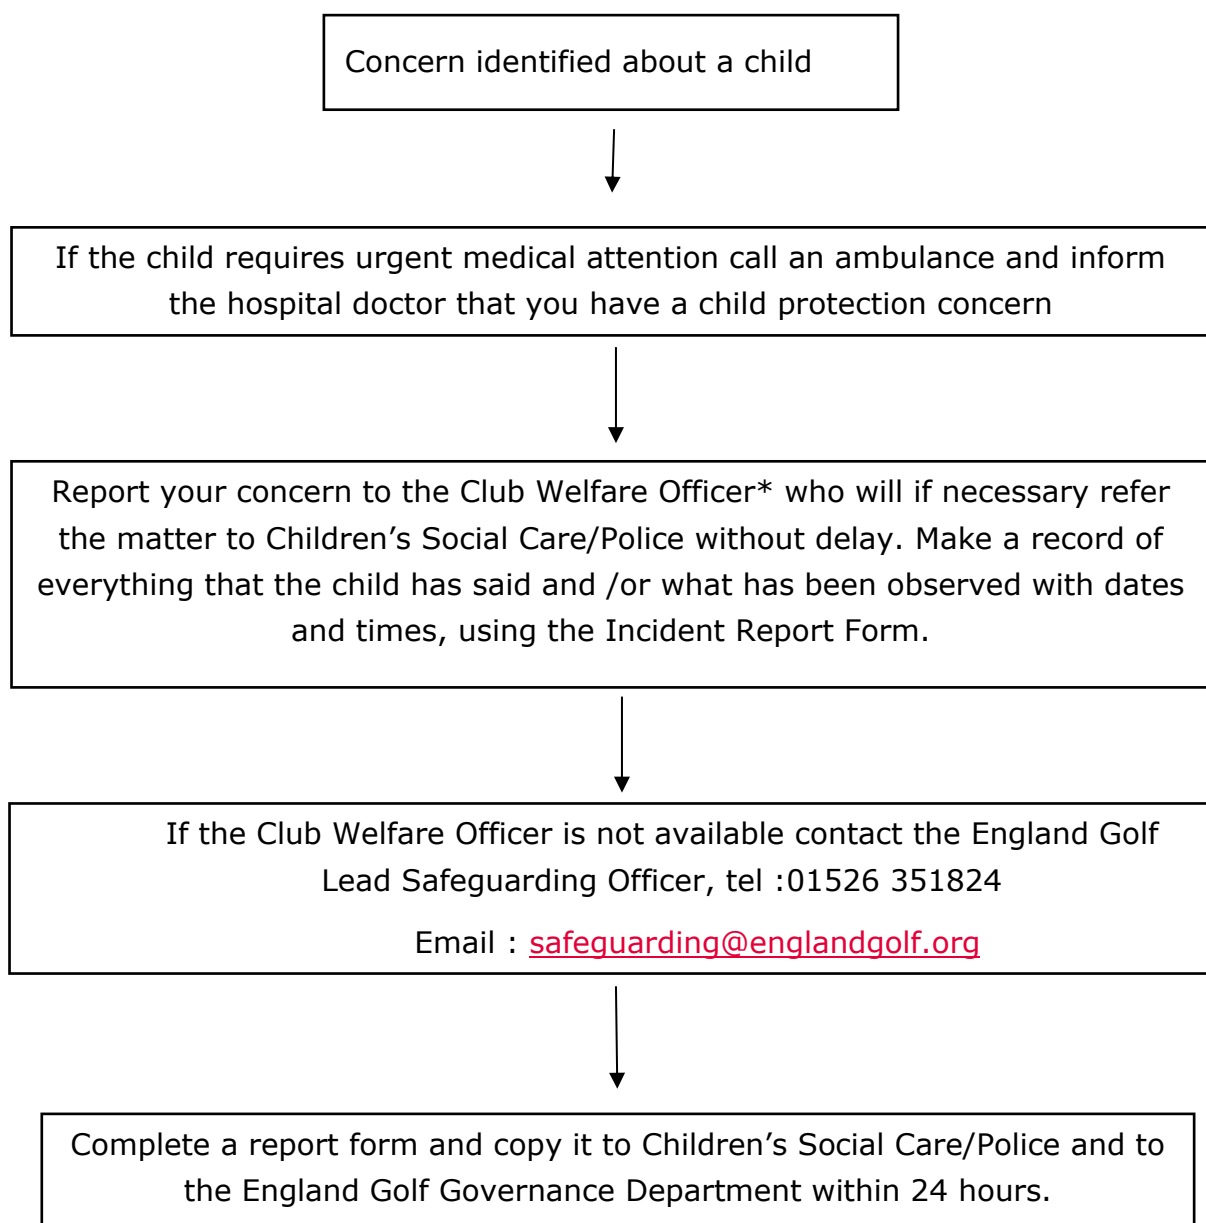 Concern identified about a child
If the child requires urgent medical attention call an ambulance and inform
the hospital doctor that you have a child protection concern
Report your concern to the Club Welfare Officer* who will if necessary refer
the matter to Children’s Social Care/Police without delay. Make a record of
everything that the child has said and /or what has been observed with dates
and times, using the Incident Report Form.
If the Club Welfare Officer is not available contact the England Golf
Lead Safeguarding Officer, tel :01526 351824
Email : safeguarding@englandgolf.org
Complete a report form and copy it to Children’s Social Care/Police and to
the England Golf Governance Department within 24 hours.